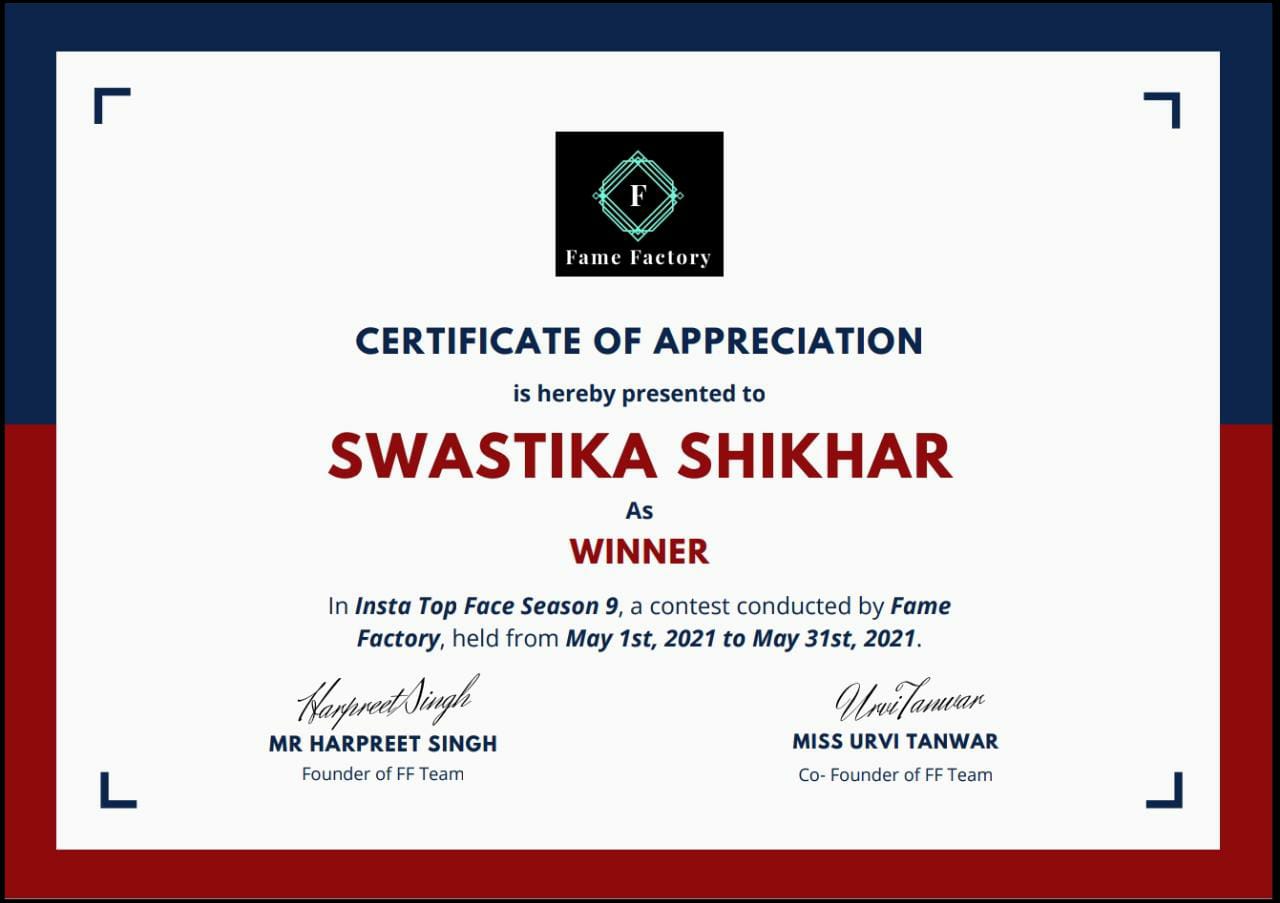 F
Fame Factory
CERTIFICATE OF APPRECIATION
is hereby presented to
SWASTIKA SHIKHAR
As
WINNER
In Insta Top Face Season 9, a contest conducted by Fame
Factory, held from May 1st, 2021 to May 31st, 2021.
Harpreet Singh
Urvi Tanwar
MR HARPREET SINGH
MISS URVI TANWAR
Founder of FF Team
Co- Founder of FF Team